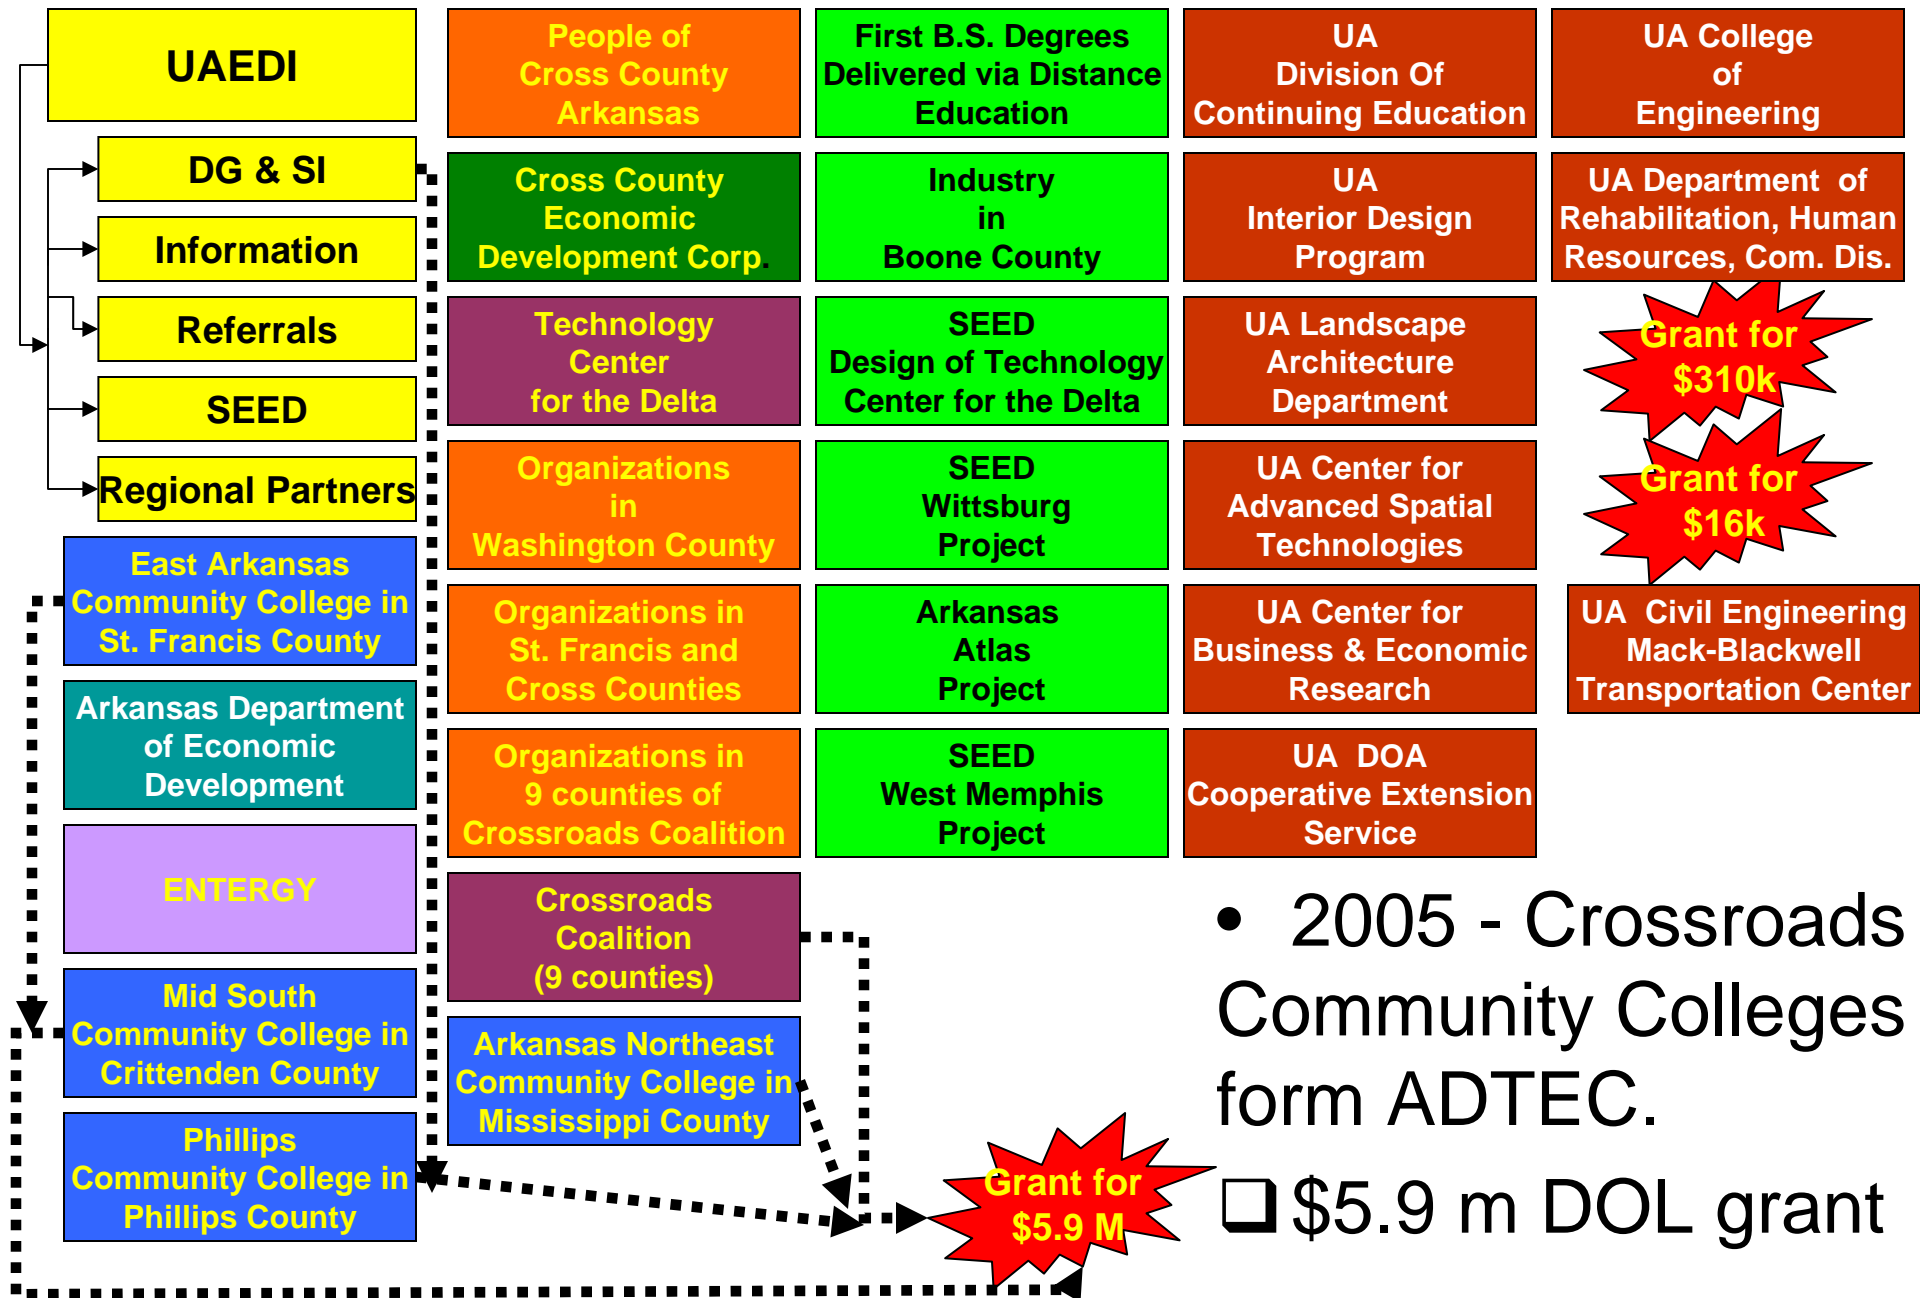 UAEDI
DG & SI
Information
Referrals
SEED
Regional Partners
East Arkansas
Community College in
St. Francis County
Arkansas Department
of Economic
Development
ENTERGY
Mid South
Community College in
Crittenden County
Phillips
Community College in
Phillips County
People of
Cross County
Arkansas
Cross County
Economic
Development Corp.
Technology
Center
for the Delta
Organizations
in
Washington County
Organizations in
St. Francis and
Cross Counties
Organizations in
9 counties of
Crossroads Coalition
Crossroads
Coalition
(9 counties)
Arkansas Northeast
Community College in
Mississippi County
First B.S. Degrees
Delivered via Distance
Education
Industry
in
Boone County
SEED
Design of Technology
Center for the Delta
SEED
Wittsburg
Project
Arkansas
Atlas
Project
SEED
West Memphis
Project
Grant for
$5.9 M
UA
Division Of
Continuing Education
UA
Interior Design
Program
UA Landscape
Architecture
Department
UA Center for
Advanced Spatial
Technologies
UA Center for
Business & Economic
Research
UA DOA
Cooperative Extension
Service
UA College
of
Engineering
UA Department of
Rehabilitation, Human
Resources, Com. Dis.
Grant for
$310k
Grant for
$16k
UA Civil Engineering
Mack-Blackwell
Transportation Center
• 2005 - Crossroads
Community Colleges
form ADTEC.
❑ $5.9 m DOL grant